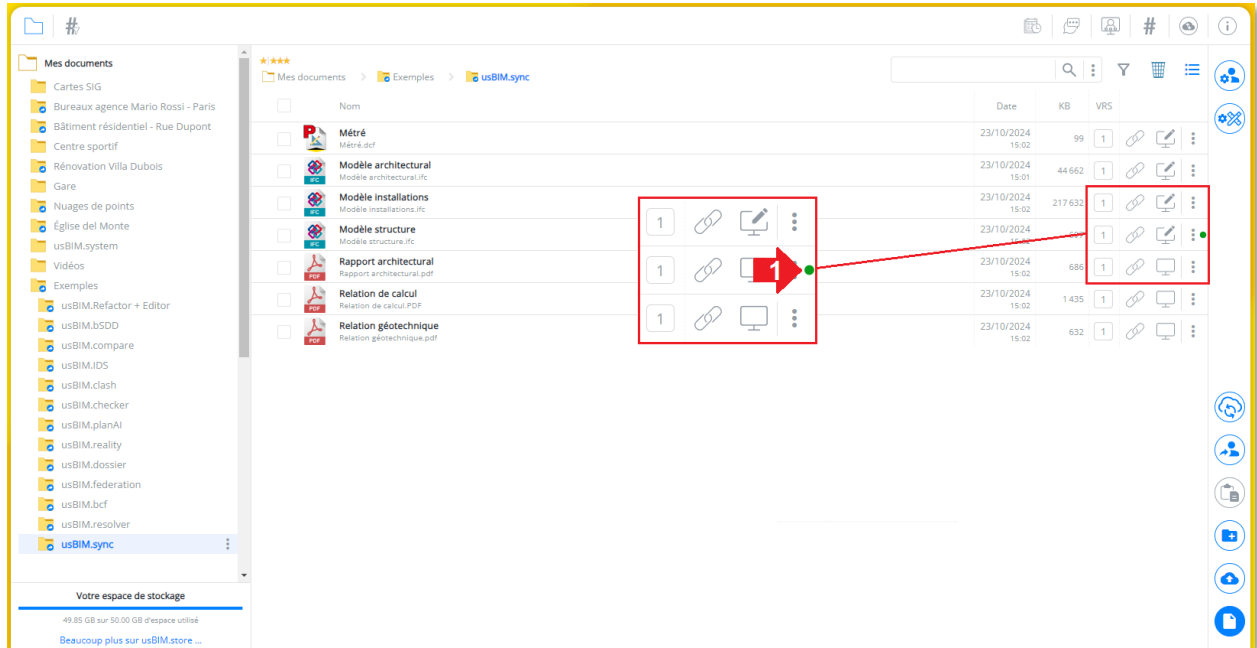 #
#
i
Mes documents
Cartes SIG
Bureaux agence Mario Rossi - Paris
Bâtiment résidentiel - Rue Dupont
Centre sportif
Rénovation Villa Dubois
Gare
Nuages de points
Église del Monte
usBIM.system
Vidéos
Exemples
usBIM.Refactor + Editor
usBIM.bSDD
usBIM.compare
usBIM.IDS
usBIM.clash
usBIM.checker
usBIM.planAI
usBIM.reality
usBIM.dossier
usBIM.federation
usBIM.bcf
usBIM.resolver
usBIM.sync
Votre espace de stockage
49.85 GB sur 50.00 GB d'espace utilisé
Beaucoup plus sur usBIM.store ...
Mes documents > Exemples > usBIM.sync
Nom Date KB VRS
Métré 23/10/2024 99 1
Métré.dcf 15:02
IFC Modèle architectural 23/10/2024 44 662 1
Modèle architectural.ifc 15:01
IFC Modèle installations 23/10/2024 217 632 1
Modèle installations.ifc 15:02
IFC Modèle structure 23/10/2024 1
Modèle structure.ifc
PDF Rapport architectural 23/10/2024 686 1
Rapport architectural.pdf 15:02
PDF Relation de calcul 23/10/2024 1 435 1
Relation de calcul.PDF 15:02
PDF Relation géotechnique 23/10/2024 632 1
Relation géotechnique.pdf 15:02
1
1
1
1